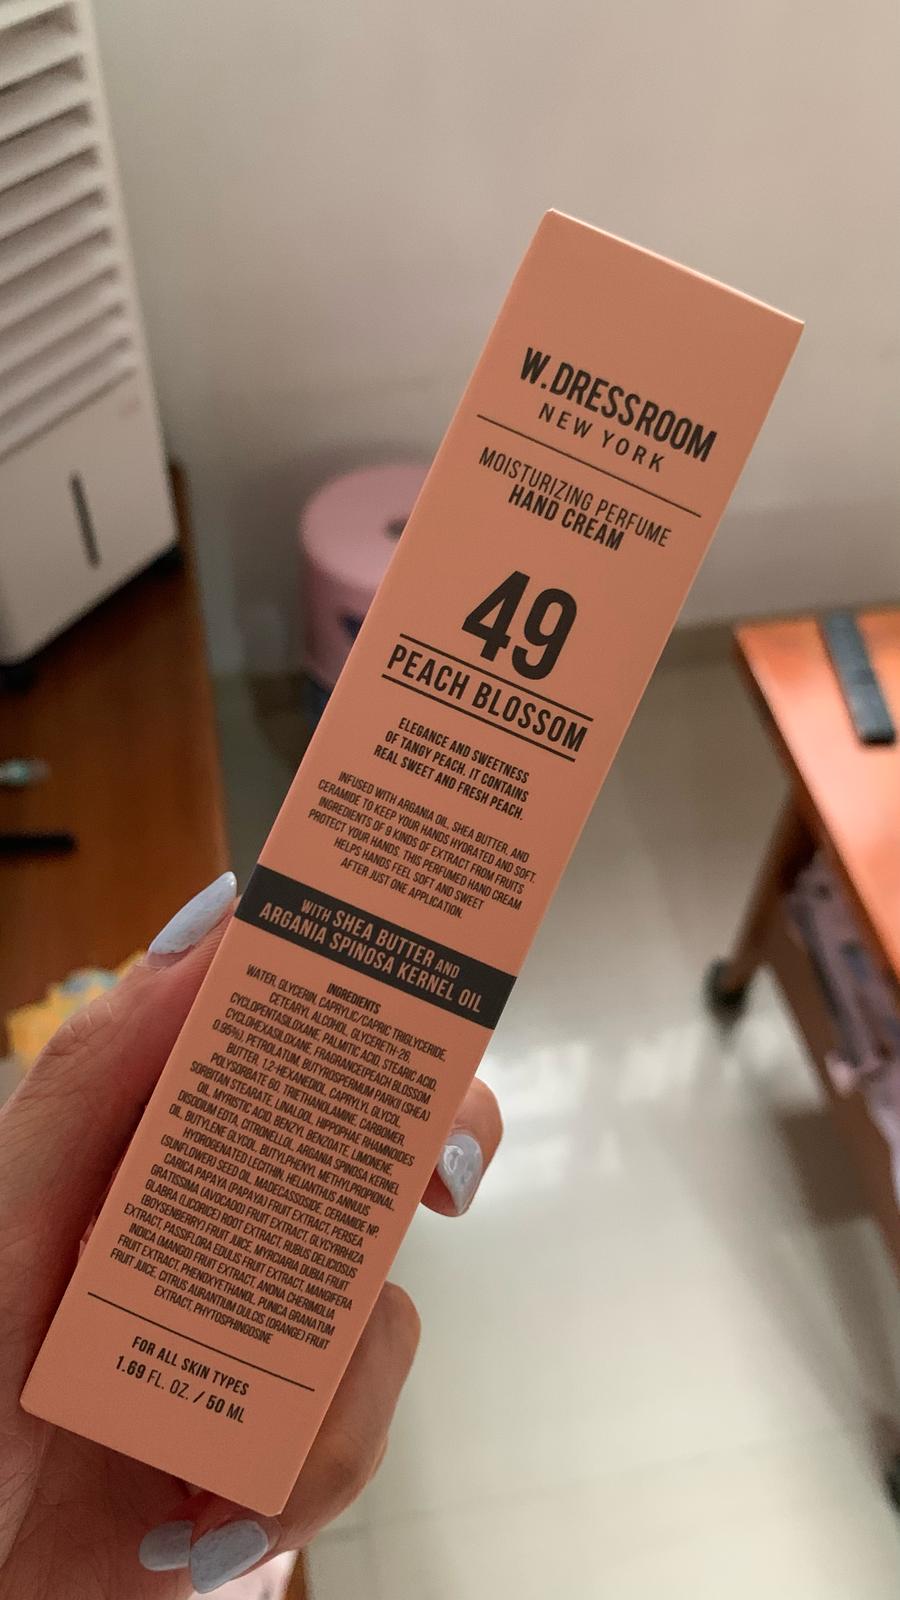 W.DRESSROOM
NEW YORK
MOISTURIZING PERFUME
HAND CREAM
49
PEACH BLOSSOM
ELEGANCE AND SWEETNESS
OF TANGY PEACH. IT CONTAINS
REAL SWEET AND FRESH PEACH.
INFUSED WITH ARGANIA OIL, SHEA BUTTER, AND
CERAMIDE TO KEEP YOUR HANDS HYDRATED AND SOFT.
INGREDIENTS OF 9 KINDS OF EXTRACT FROM FRUITS
PROTECT YOUR HANDS. THIS PERFUMED HAND CREAM
HELPS HANDS FEEL SOFT AND SWEET
AFTER JUST ONE APPLICATION.
WITH SHEA BUTTER AND
ARGANIA SPINOSA KERNEL OIL
INGREDIENTS
WATER, GLYCERIN, CAPRYLIC/CAPRIC TRIGLYCERIDE,
CETEARYL ALCOHOL, GLYCERETH-26,
CYCLOPENTASILOXANE, PALMITIC ACID, STEARIC ACID,
CYCLOHEXASILOXANE, FRAGRANCE(PEACH BLOSSOM
0.95%), PETROLATUM, BUTYROSPERMUM PARKII (SHEA)
BUTTER, 1,2-HEXANEDIOL, CAPRYLYL GLYCOL,
POLYSORBATE 60, TRIETHANOLAMINE, CARBOMER,
SORBITAN STEARATE, LINALOOL, HIPPOPHAE RHAMNOIDES
OIL, MYRISTIC ACID, BENZYL BENZOATE, LIMONENE,
DISODIUM EDTA, CITRONELLOL, ARGANIA SPINOSA KERNEL
OIL, BUTYLENE GLYCOL, BUTYLPHENYL METHYLPROPIONAL,
HYDROGENATED LECITHIN, HELIANTHUS ANNUUS
(SUNFLOWER) SEED OIL, MADECASSOSIDE, CERAMIDE NP,
CARICA PAPAYA (PAPAYA) FRUIT EXTRACT, PERSEA
GRATISSIMA (AVOCADO) FRUIT EXTRACT, GLYCYRRHIZA
GLABRA (LICORICE) ROOT EXTRACT, RUBUS DELICIOSUS
(BOYSENBERRY) FRUIT JUICE, MYRCIARIA DUBIA FRUIT
EXTRACT, PASSIFLORA EDULIS FRUIT EXTRACT, MANGIFERA
INDICA (MANGO) FRUIT EXTRACT, ANONA CHERIMOLIA
FRUIT EXTRACT, PHENOXYETHANOL, PUNICA GRANATUM
FRUIT JUICE, CITRUS AURANTIUM DULCIS (ORANGE) FRUIT
EXTRACT, PHYTOSPHINGOSINE
FOR ALL SKIN TYPES
1.69 FL. OZ. / 50 ML